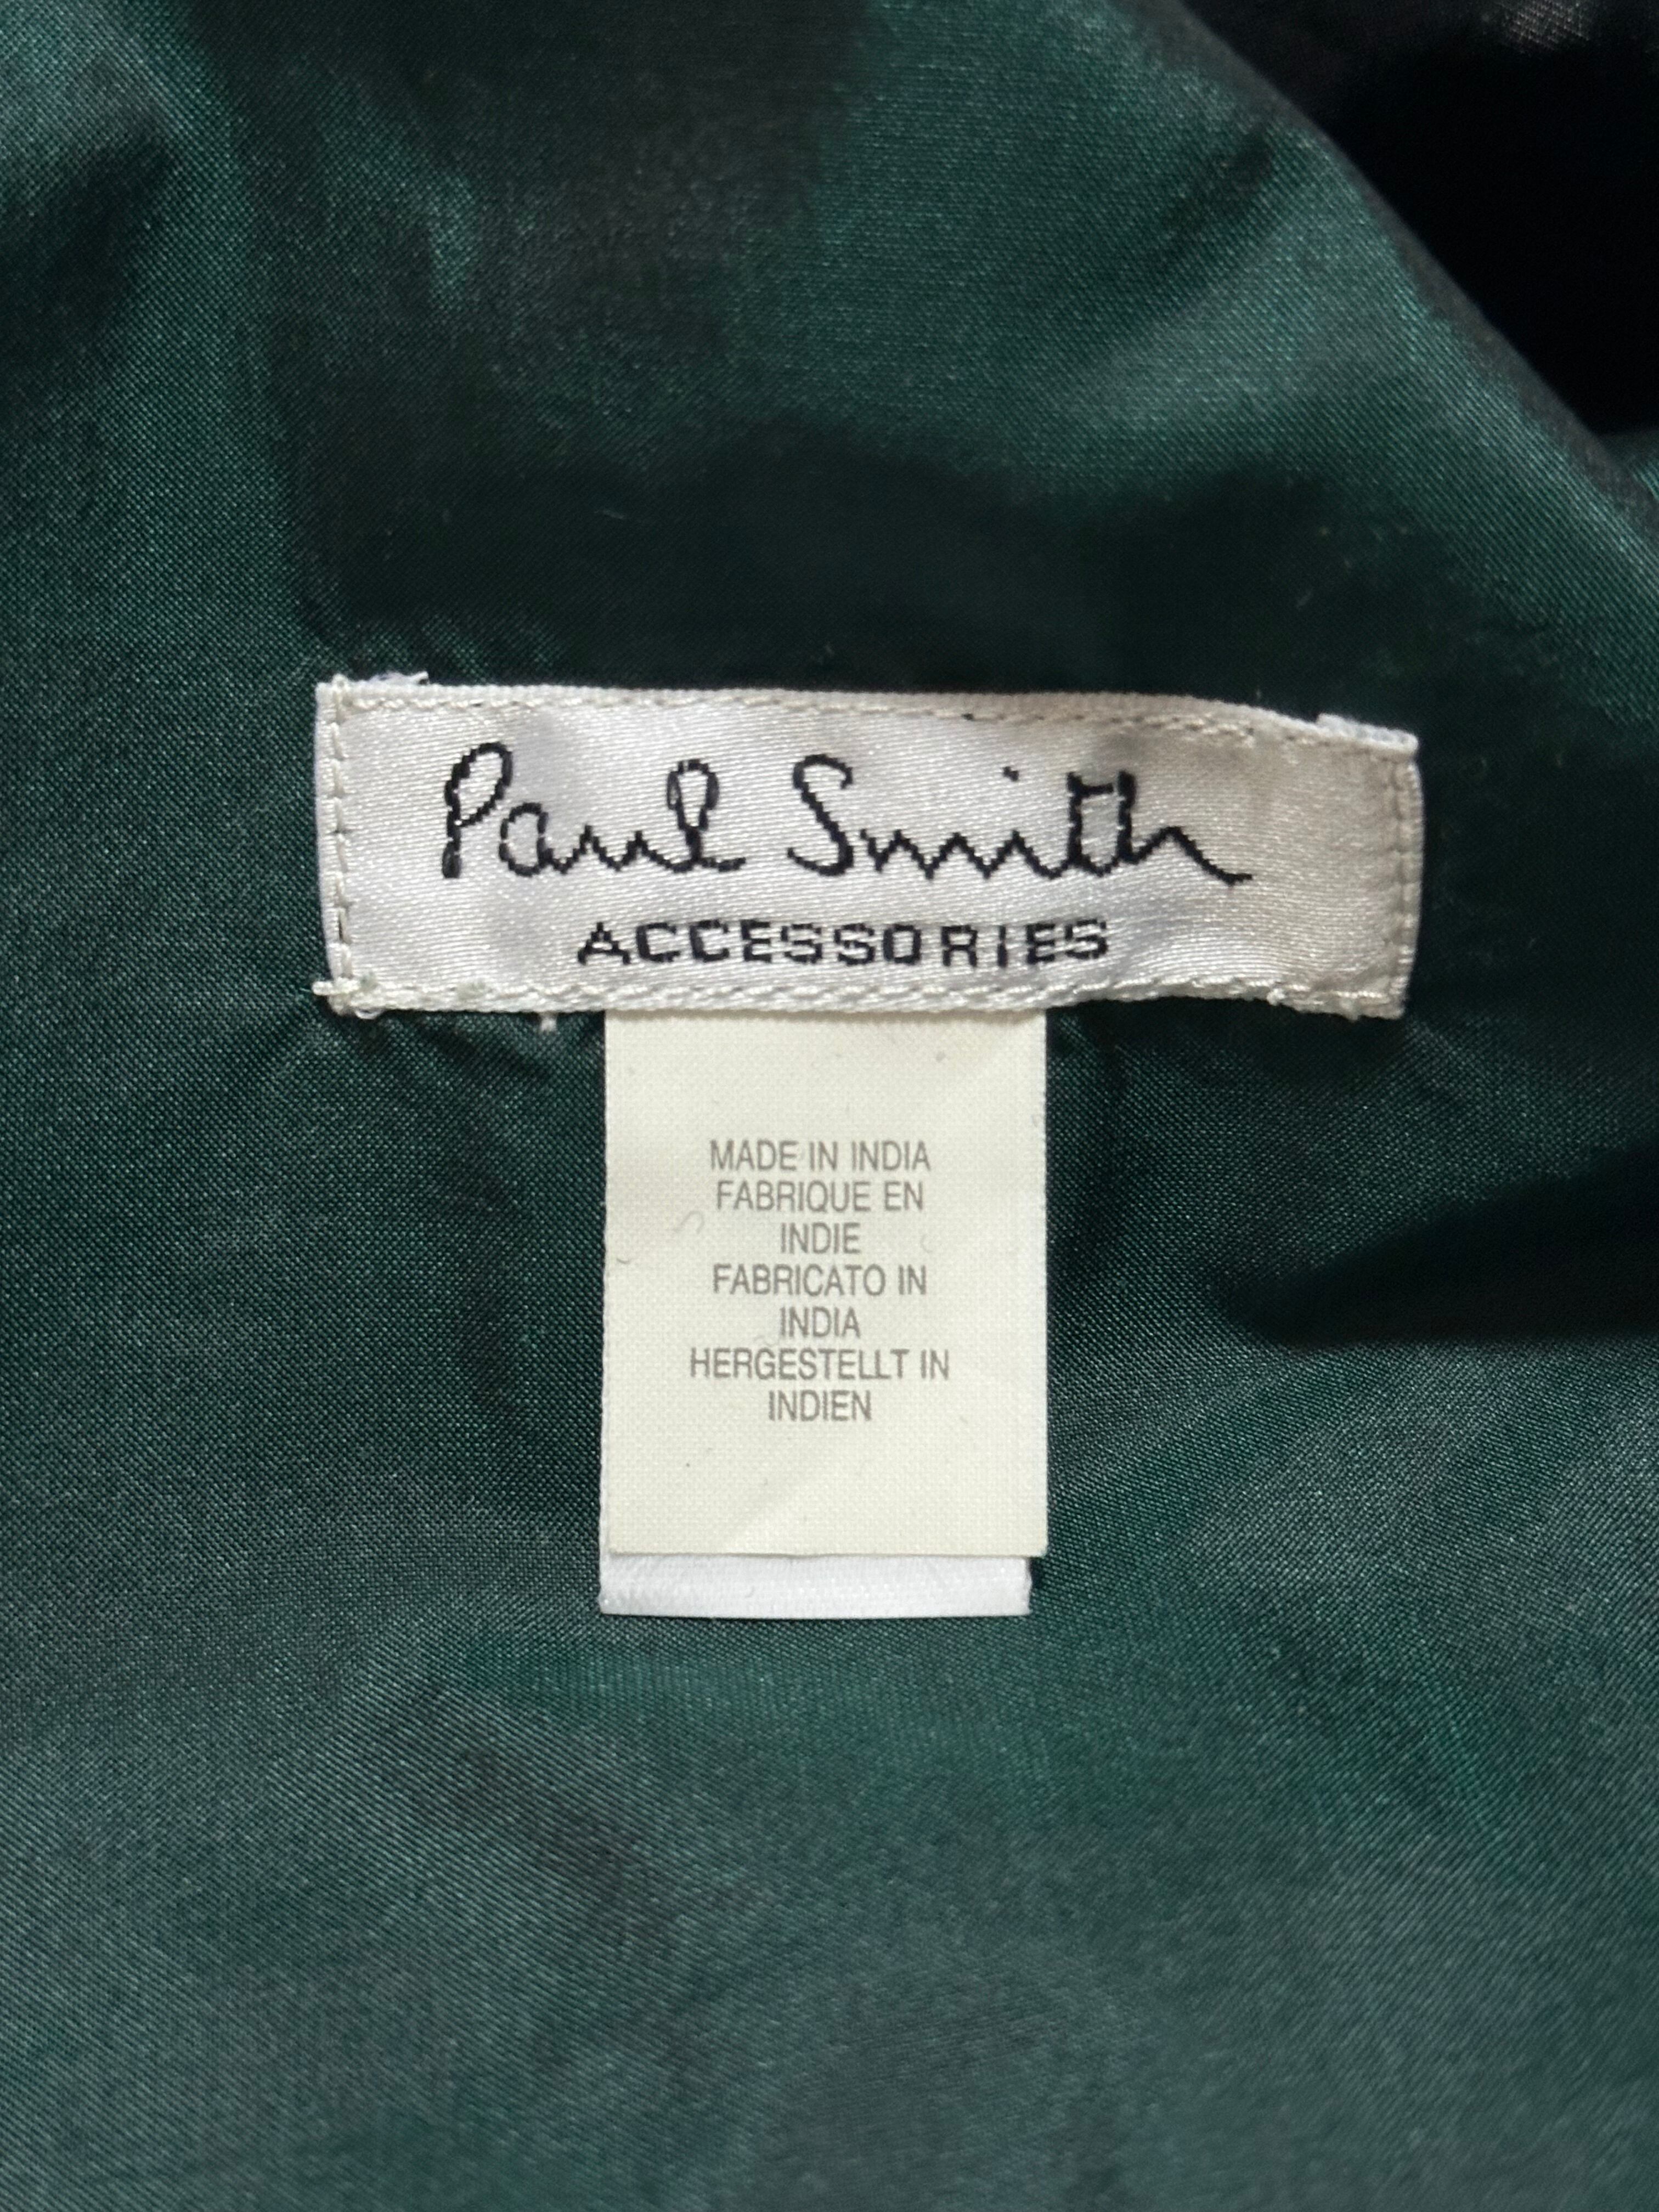 Paul Smith
ACCESSORIES
MADE IN INDIA
FABRIQUE EN
INDIE
FABRICATO IN
INDIA
HERGESTELLT IN
INDIEN